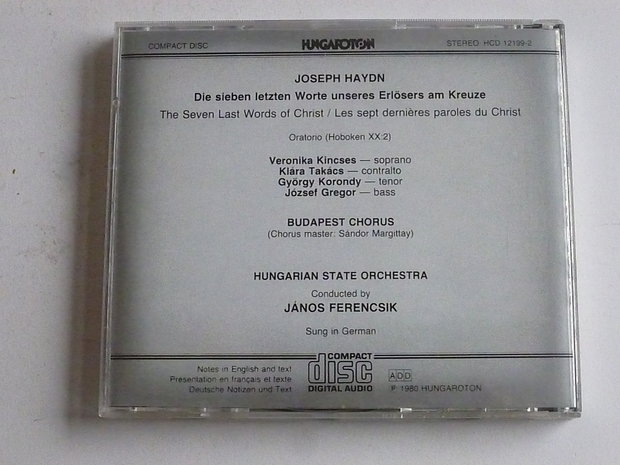 COMPACT DISC HUNGAROTON STEREO HCD 12199-2
JOSEPH HAYDN
Die sieben letzten Worte unseres Erlösers am Kreuze
The Seven Last Words of Christ / Les sept dernières paroles du Christ
Oratorio (Hoboken XX:2)
Veronika Kincses — soprano
Klára Takács — contralto
György Korondy — tenor
József Gregor — bass
BUDAPEST CHORUS
(Chorus master: Sándor Margittay)
HUNGARIAN STATE ORCHESTRA
Conducted by
JÁNOS FERENCSIK
Sung in German
Notes in English and text
Présentation en français et texte
Deutsche Notizen und Text
COMPACT
disc
DIGITAL AUDIO
ADD
℗ 1980 HUNGAROTON